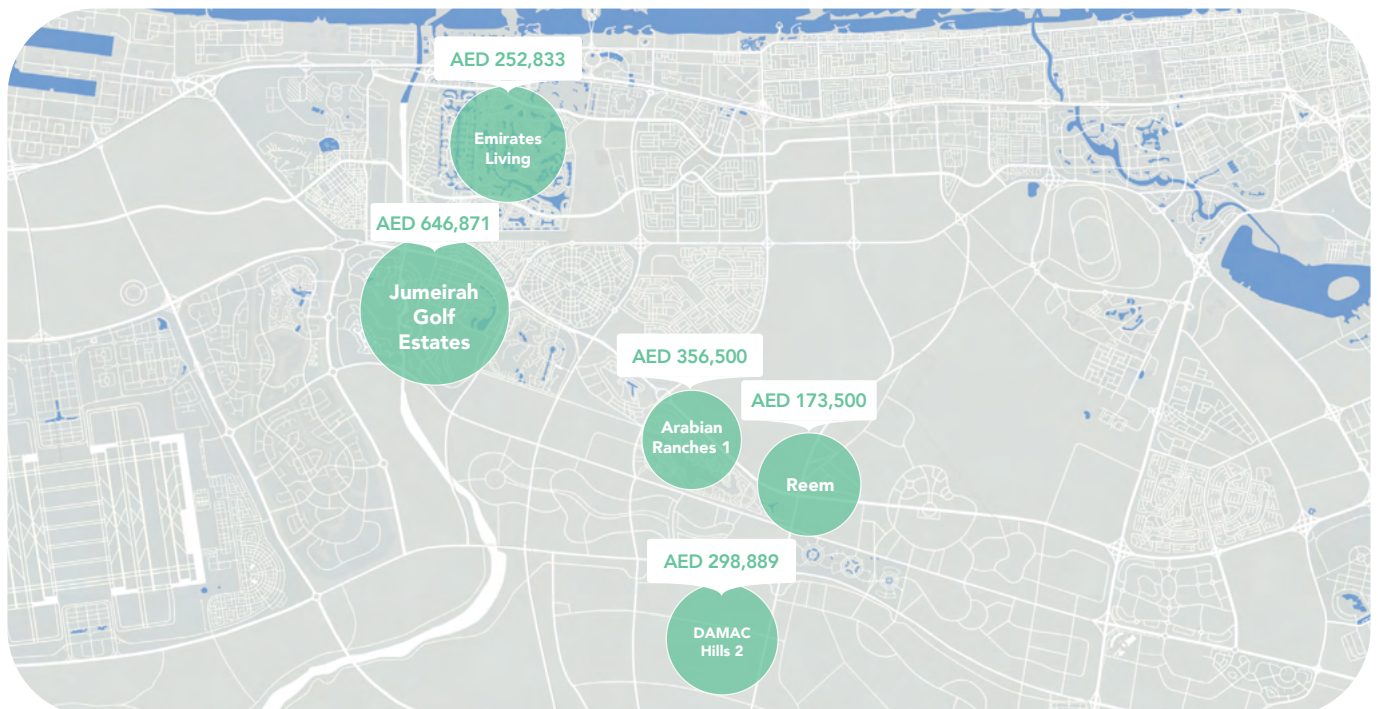 AED 252,833
Emirates
Living
AED 646,871
Jumeirah
Golf
Estates
AED 356,500
Arabian
Ranches 1
AED 173,500
Reem
AED 298,889
DAMAC
Hills 2